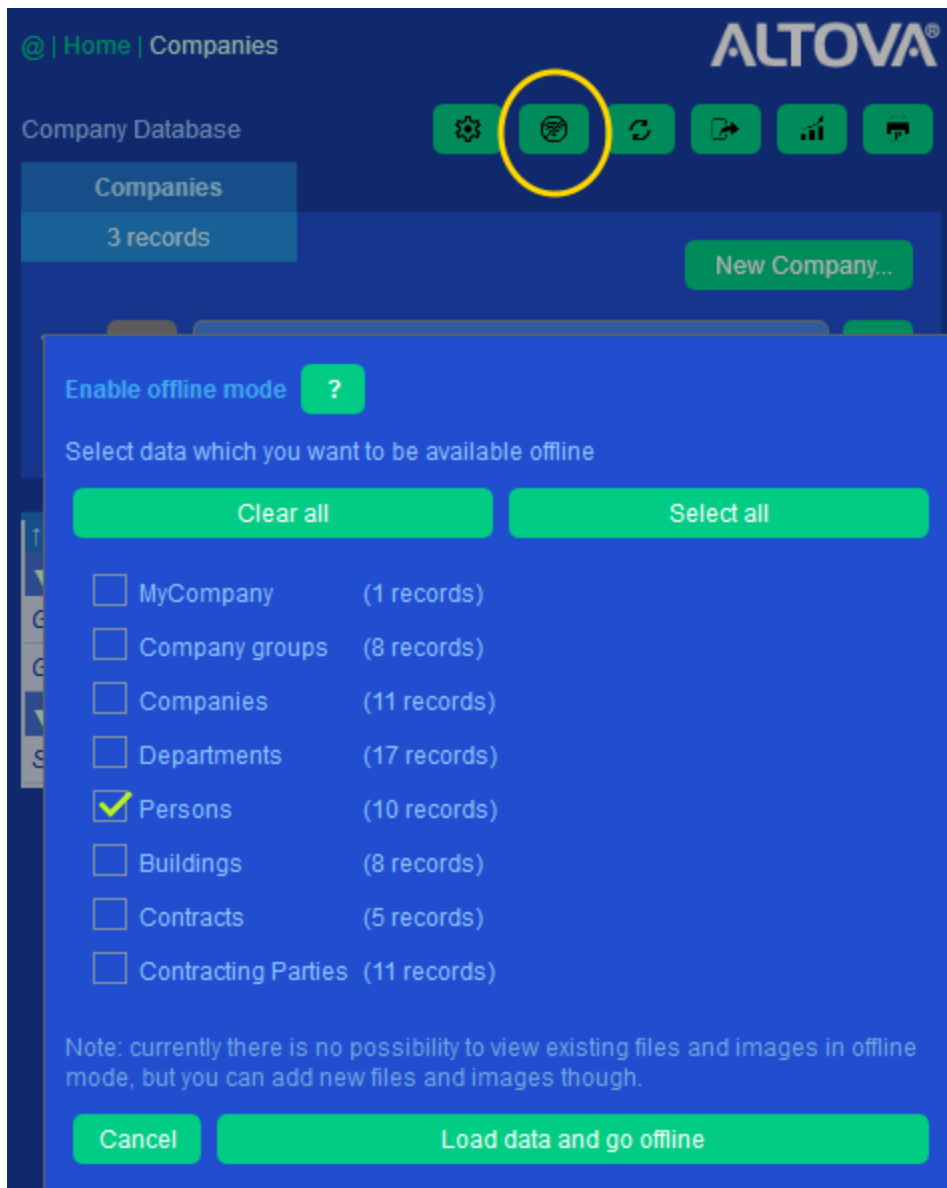 @ | Home | Companies
ALTOVA®
Company Database
Companies
3 records
New Company...
Enable offline mode ?
Select data which you want to be available offline
Clear all Select all
MyCompany (1 records)
Company groups (8 records)
Companies (11 records)
Departments (17 records)
Persons (10 records)
Buildings (8 records)
Contracts (5 records)
Contracting Parties (11 records)
Note: currently there is no possibility to view existing files and images in offline
mode, but you can add new files and images though.
Cancel Load data and go offline